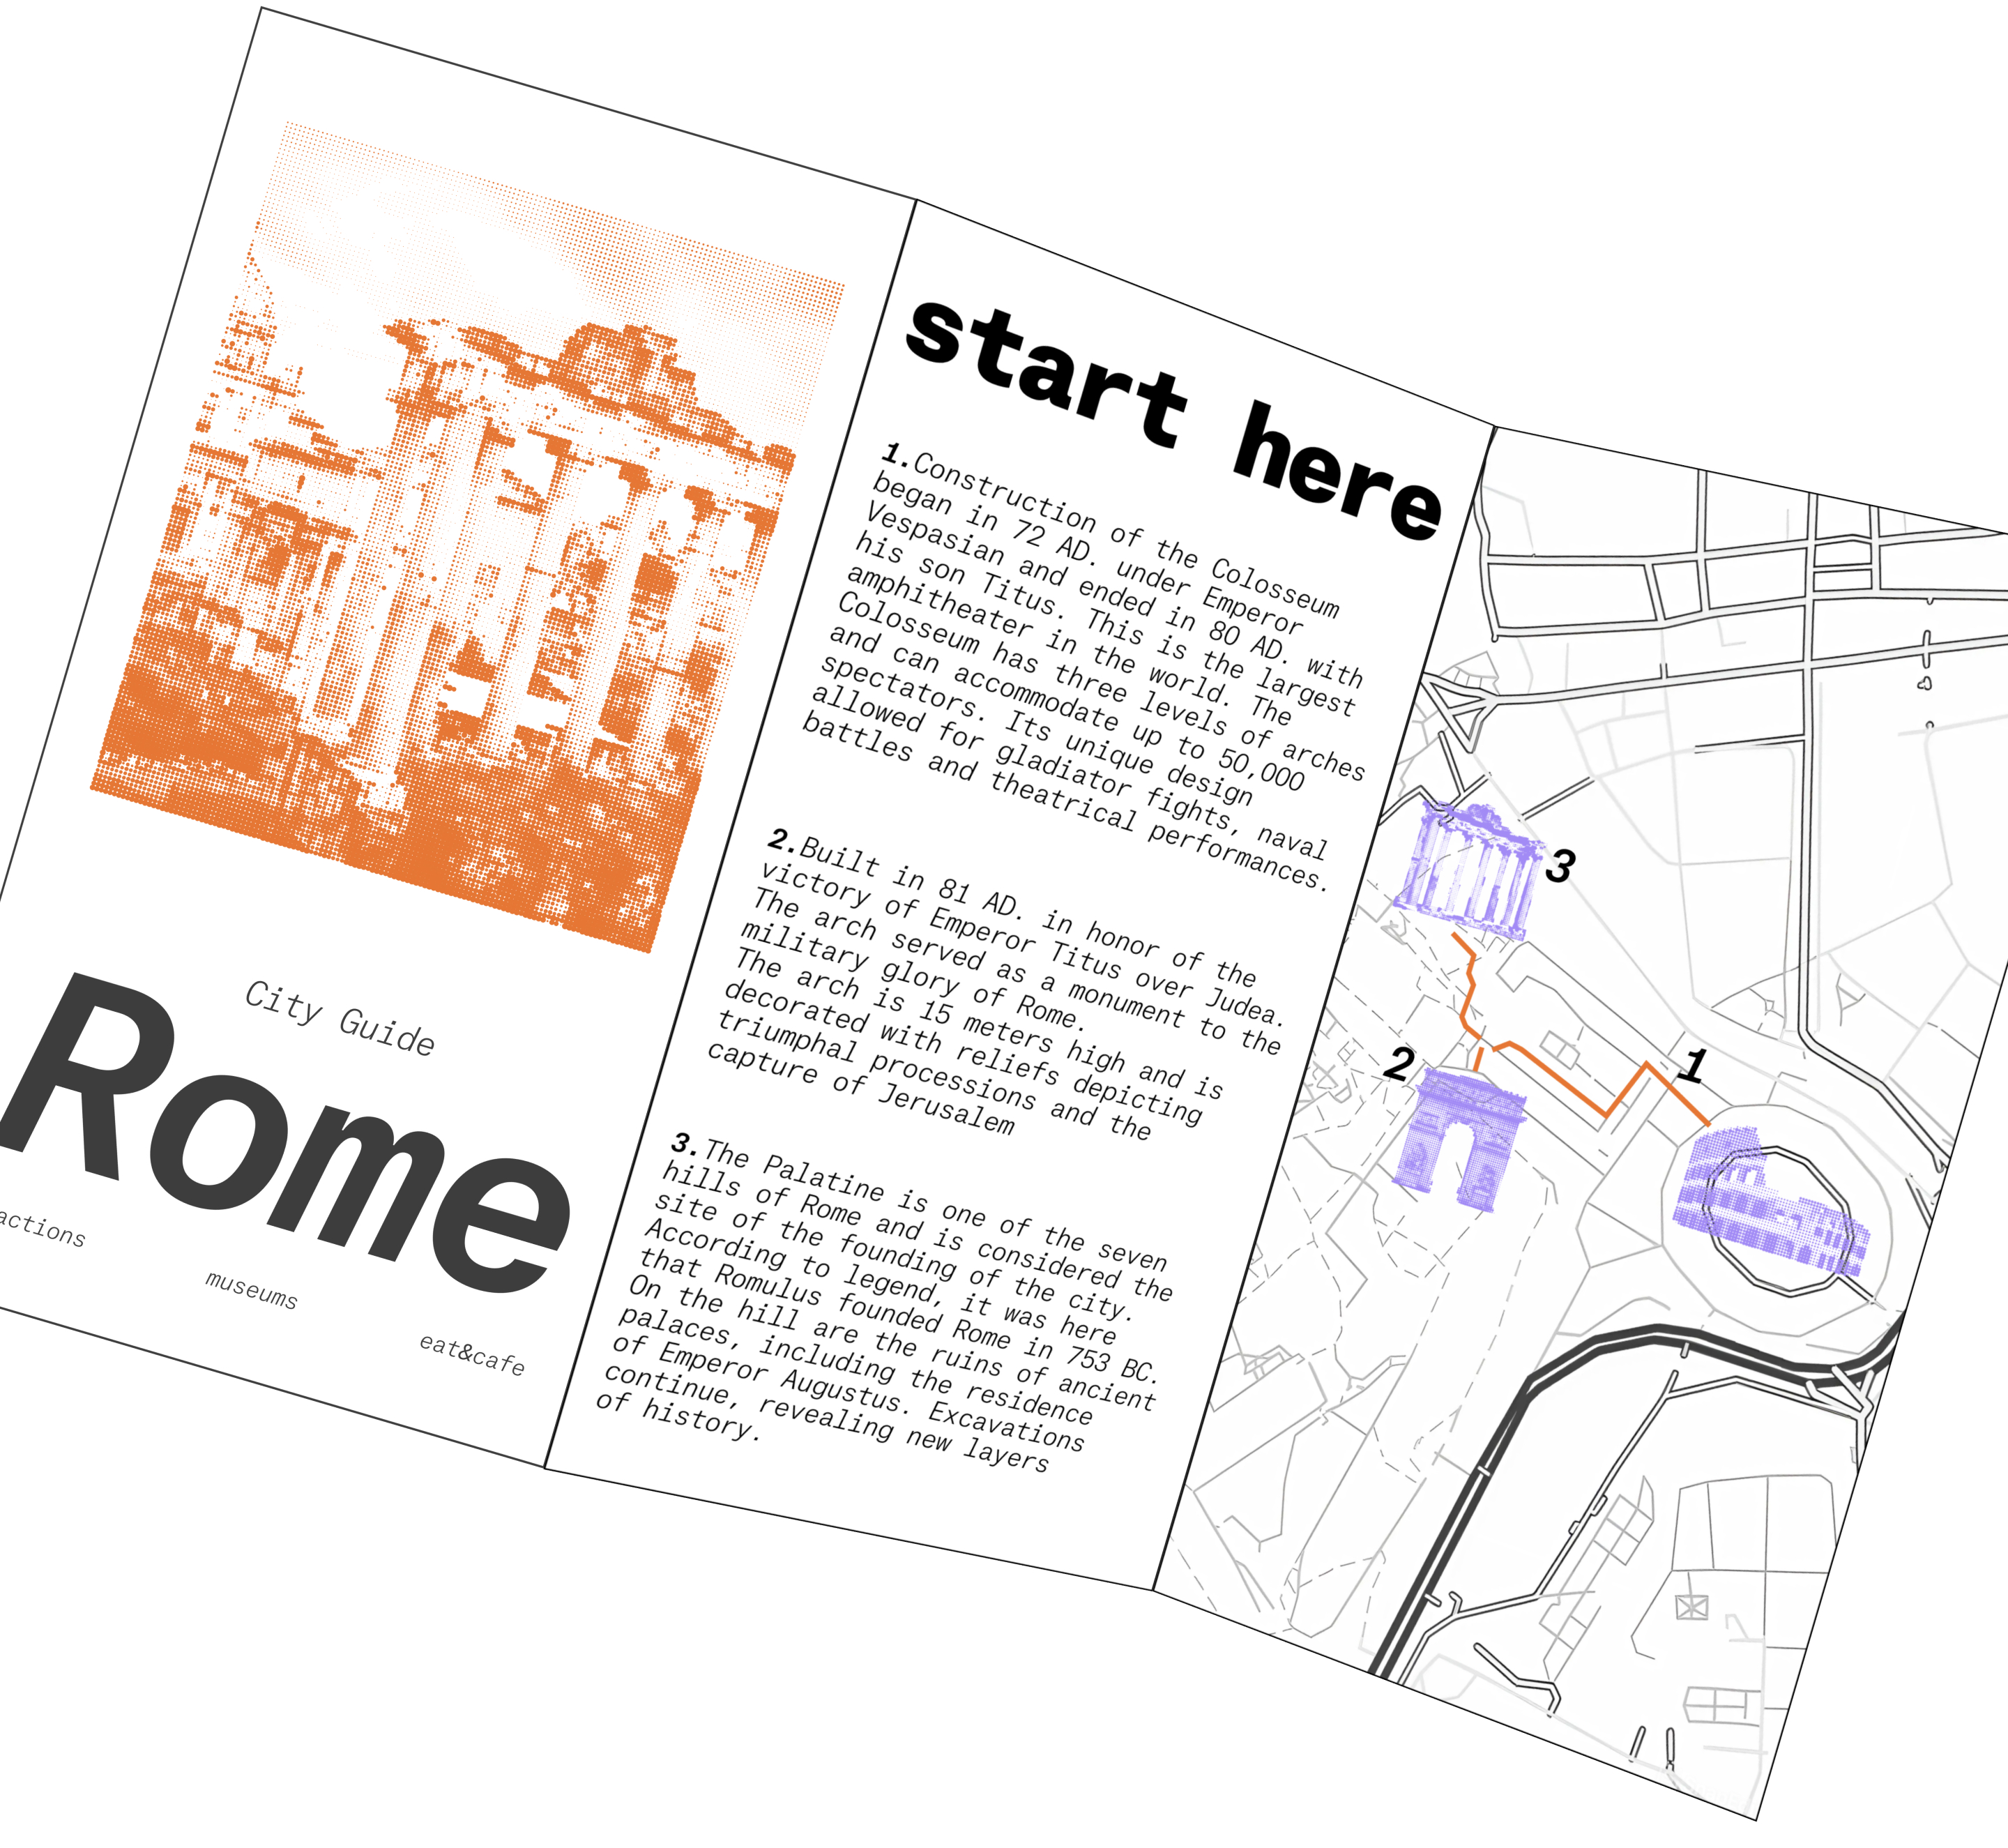 City Guide
Rome
actions
museums
eat&cafe
start here
1.Construction of the Colosseum
began in 72 AD. under Emperor
Vespasian and ended in 80 AD. with
his son Titus. This is the largest
amphitheater in the world. The
Colosseum has three levels of arches
and can accommodate up to 50,000
spectators. Its unique design
allowed for gladiator fights, naval
battles and theatrical performances.
2.Built in 81 AD. in honor of the
victory of Emperor Titus over Judea.
The arch served as a monument to the
military glory of Rome.
The arch is 15 meters high and is
decorated with reliefs depicting
triumphal processions and the
capture of Jerusalem
3.The Palatine is one of the seven
hills of Rome and is considered the
site of the founding of the city.
According to legend, it was here
that Romulus founded Rome in 753 BC.
On the hill are the ruins of ancient
palaces, including the residence
of Emperor Augustus. Excavations
continue, revealing new layers
of history.
3
2
1